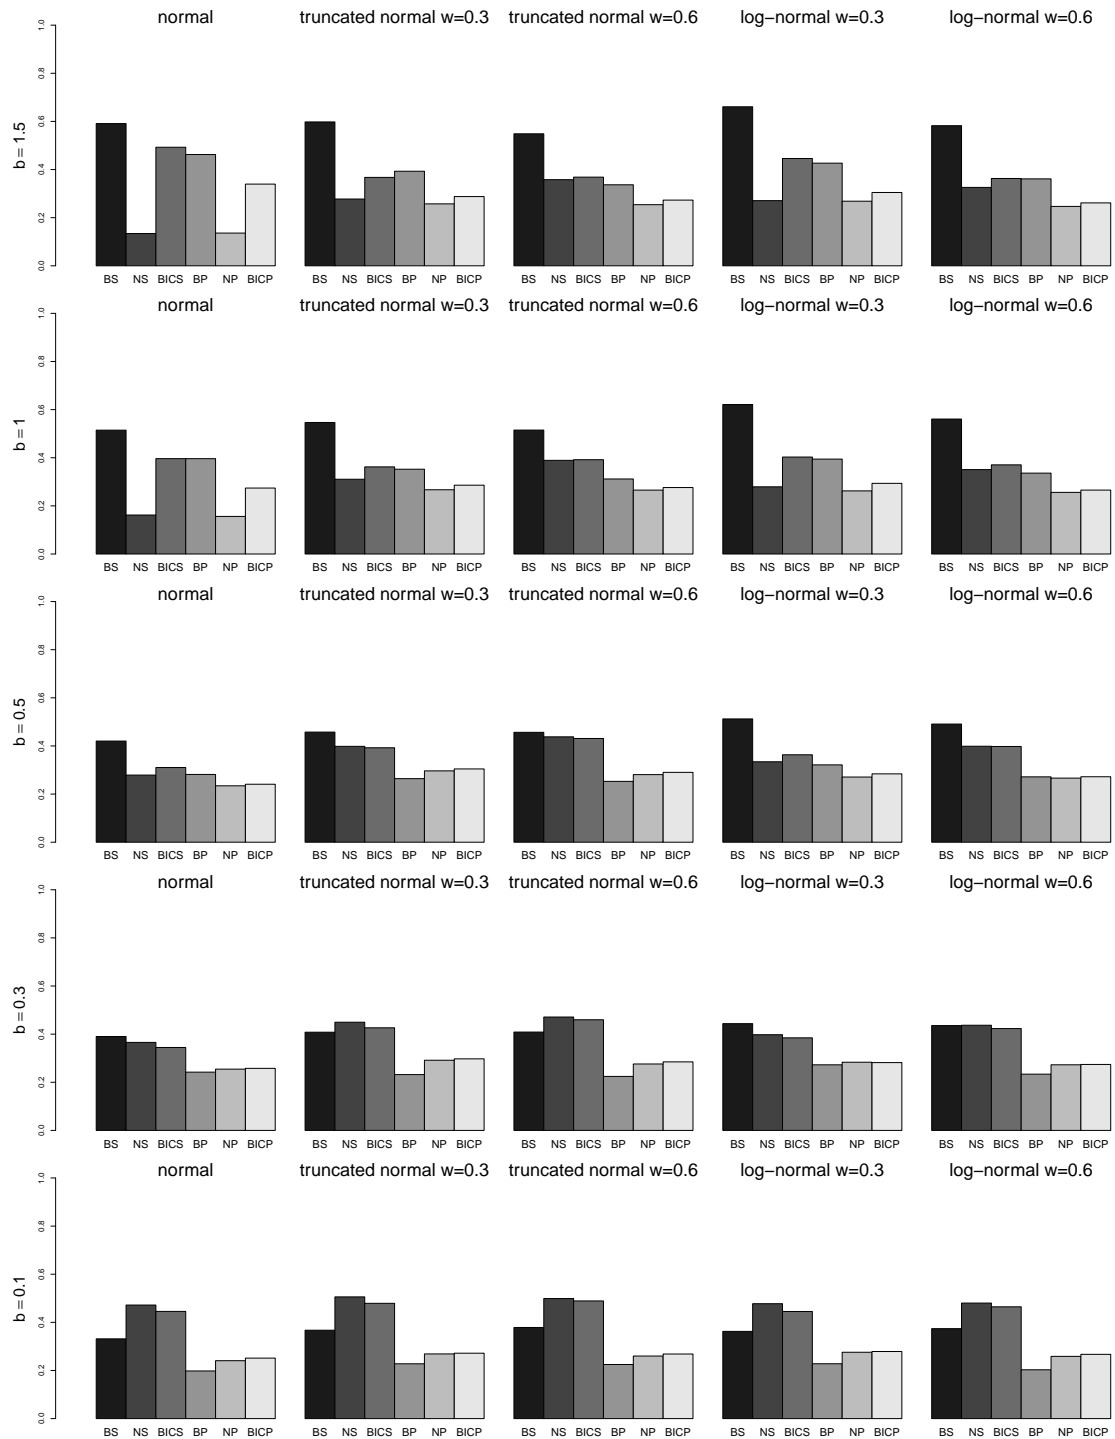 normal truncated normal w=0.3 truncated normal w=0.6 log−normal w=0.3 log−normal w=0.6
b = 1.5
0.0 0.2 0.4 0.6 0.8 1.0
BS NS BICS BP NP BICP BS NS BICS BP NP BICP BS NS BICS BP NP BICP BS NS BICS BP NP BICP BS NS BICS BP NP BICP
normal truncated normal w=0.3 truncated normal w=0.6 log−normal w=0.3 log−normal w=0.6
b = 1
0.0 0.2 0.4 0.6 0.8 1.0
BS NS BICS BP NP BICP BS NS BICS BP NP BICP BS NS BICS BP NP BICP BS NS BICS BP NP BICP BS NS BICS BP NP BICP
normal truncated normal w=0.3 truncated normal w=0.6 log−normal w=0.3 log−normal w=0.6
b = 0.5
0.0 0.2 0.4 0.6 0.8 1.0
BS NS BICS BP NP BICP BS NS BICS BP NP BICP BS NS BICS BP NP BICP BS NS BICS BP NP BICP BS NS BICS BP NP BICP
normal truncated normal w=0.3 truncated normal w=0.6 log−normal w=0.3 log−normal w=0.6
b = 0.3
0.0 0.2 0.4 0.6 0.8 1.0
BS NS BICS BP NP BICP BS NS BICS BP NP BICP BS NS BICS BP NP BICP BS NS BICS BP NP BICP BS NS BICS BP NP BICP
normal truncated normal w=0.3 truncated normal w=0.6 log−normal w=0.3 log−normal w=0.6
b = 0.1
0.0 0.2 0.4 0.6 0.8 1.0
BS NS BICS BP NP BICP BS NS BICS BP NP BICP BS NS BICS BP NP BICP BS NS BICS BP NP BICP BS NS BICS BP NP BICP